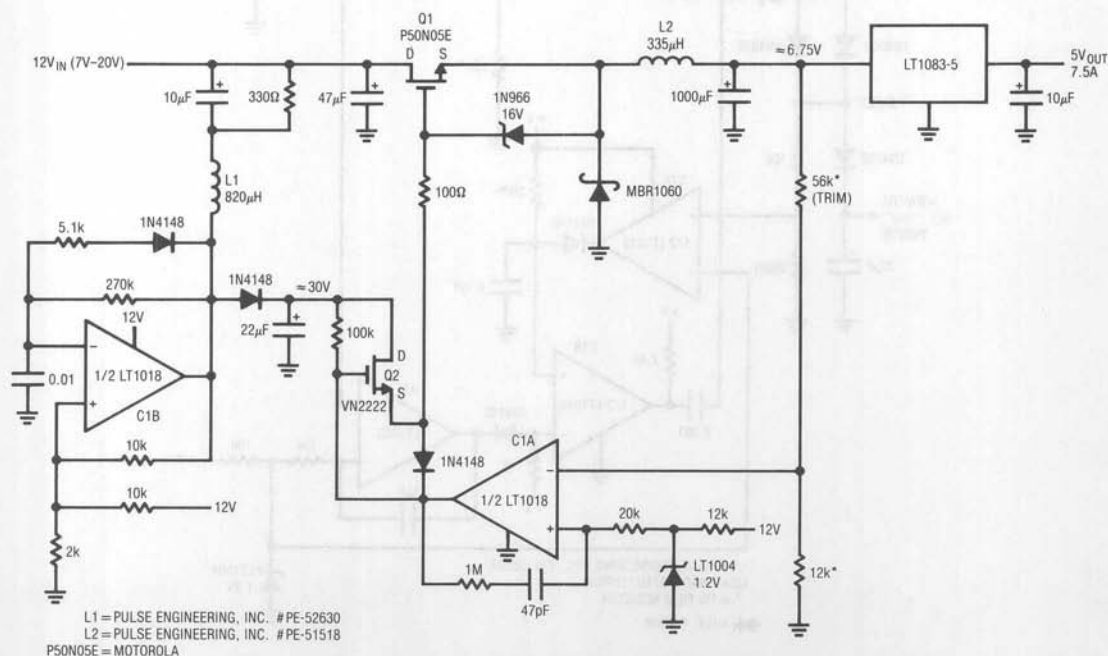 Q1
P50N05E
L2
335µH
≈6.75V
12VIN (7V–20V)
D
S
LT1083-5
5VOUT
7.5A
10µF
330Ω
47µF
1N966
16V
1000µF
10µF
L1
820µH
100Ω
MBR1060
56k*
(TRIM)
5.1k
1N4148
270k
1N4148
≈30V
12V
22µF
100k
D
Q2
S
VN2222
0.01
–
1/2 LT1018
+
C1B
1N4148
C1A
–
1/2 LT1018
+
10k
10k
12V
2k
20k
12k
12V
LT1004
1.2V
12k*
1M
47pF
L1 = PULSE ENGINEERING, INC. #PE-52630
L2 = PULSE ENGINEERING, INC. #PE-51518
P50N05E = MOTOROLA